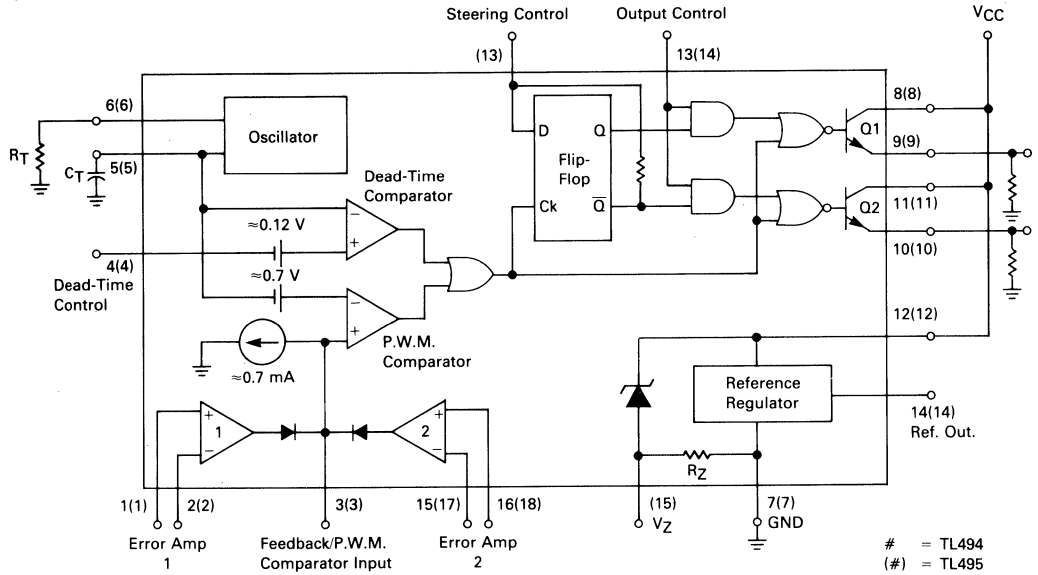 Steering Control
Output Control
VCC
(13)
13(14)
6(6)
8(8)
Oscillator
D
Q
Q1
RT
5(5)
9(9)
CT
Flip-
Flop
Dead-Time
Comparator
11(11)
Ck
Q
Q2
≈0.12 V
−
+
10(10)
4(4)
≈0.7 V
Dead-Time
Control
−
+
12(12)
P.W.M.
Comparator
≈0.7 mA
Reference
Regulator
14(14)
Ref. Out.
+
1
−
+
2
−
RZ
1(1)
2(2)
3(3)
15(17)
16(18)
(15)
7(7)
VZ
GND
Error Amp
1
Feedback/P.W.M.
Comparator Input
Error Amp
2
# = TL494
(#) = TL495